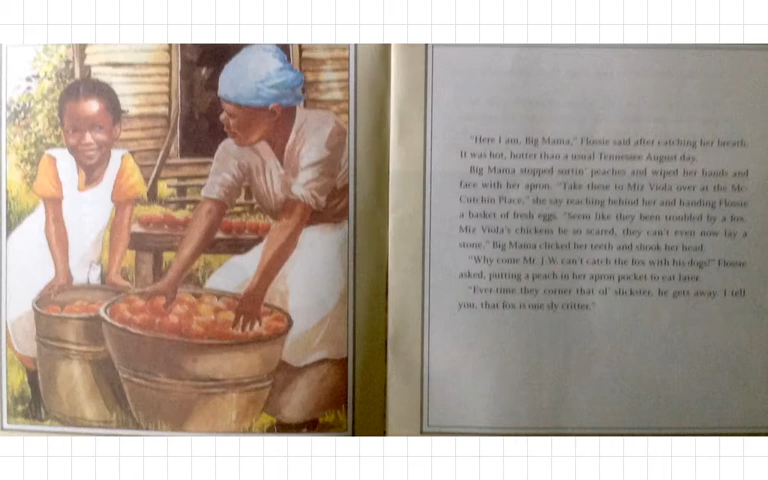 "Here I am, Big Mama," Flossie said after catching her breath.
It was hot, hotter than a usual Tennessee August day.
Big Mama stopped sortin' peaches and wiped her hands and
face with her apron. "Take these to Miz Viola over at the Mc-
Cutchin Place," she say reaching behind her and handing Flossie
a basket of fresh eggs. "Seem like they been troubled by a fox.
Miz Viola's chickens be so scared, they can't even now lay a
stone." Big Mama clicked her teeth and shook her head.
"Why come Mr. J.W. can't catch the fox with his dogs?" Flossie
asked, putting a peach in her apron pocket to eat later.
"Ever-time they corner that ol' slickster, he gets away. I tell
you, that fox is one sly critter."